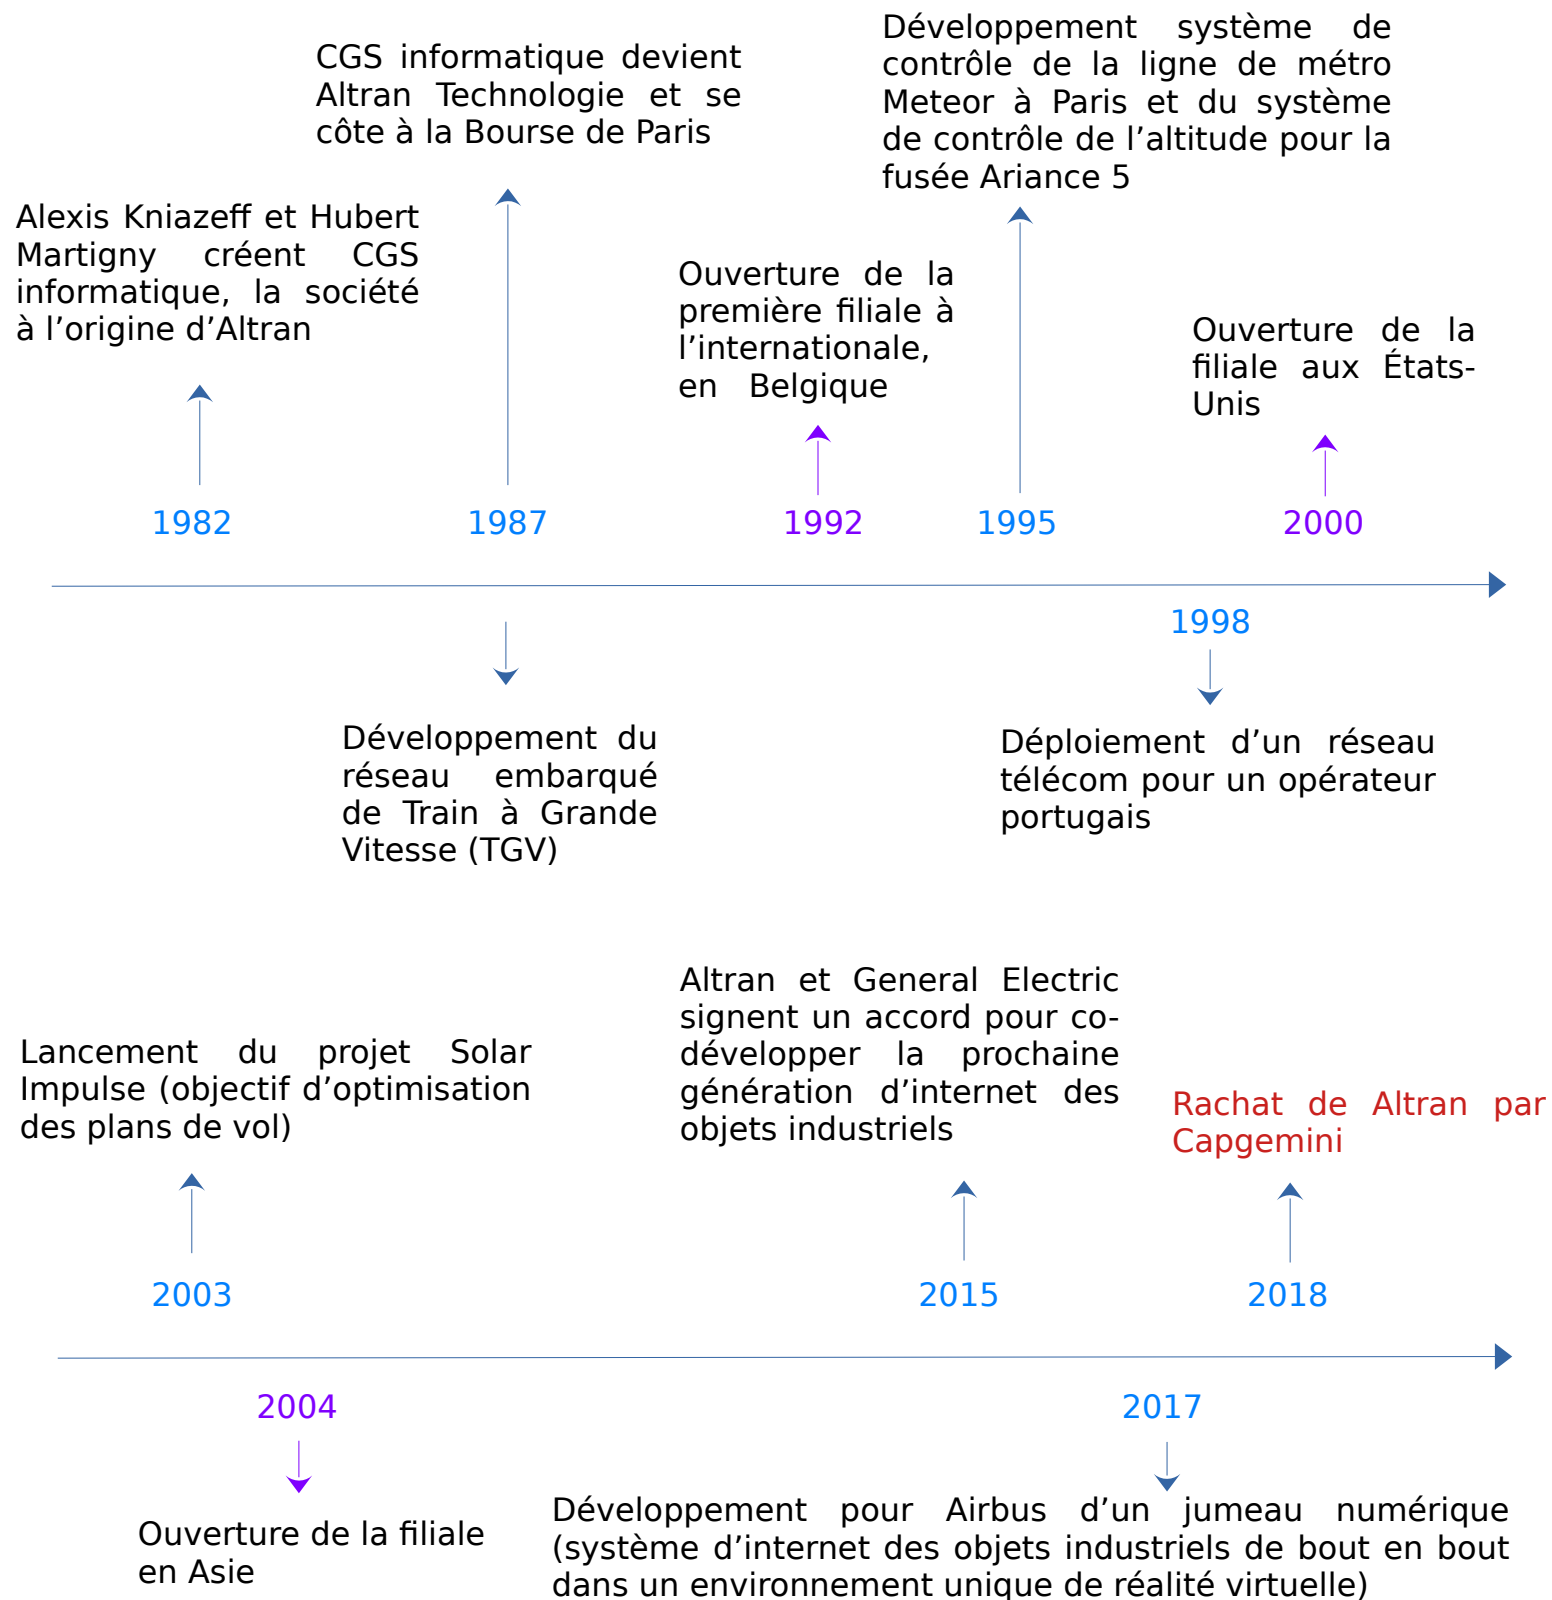 Alexis Kniazeff et Hubert
Martigny créent CGS
informatique, la société
à l'origine d'Altran
1982
CGS informatique devient
Altran Technologie et se
côte à la Bourse de Paris
1987
Développement du
réseau embarqué
de Train à Grande
Vitesse (TGV)
Ouverture de la
première filiale à
l'internationale,
en Belgique
1992
Développement système de
contrôle de la ligne de métro
Meteor à Paris et du système
de contrôle de l'altitude pour la
fusée Ariance 5
1995
1998
Déploiement d'un réseau
télécom pour un opérateur
portugais
Ouverture de la
filiale aux États-
Unis
2000
Lancement du projet Solar
Impulse (objectif d'optimisation
des plans de vol)
2003
2004
Ouverture de la filiale
en Asie
Altran et General Electric
signent un accord pour co-
développer la prochaine
génération d'internet des
objets industriels
2015
2017
Développement pour Airbus d'un jumeau numérique
(système d'internet des objets industriels de bout en bout
dans un environnement unique de réalité virtuelle)
Rachat de Altran par
Capgemini
2018